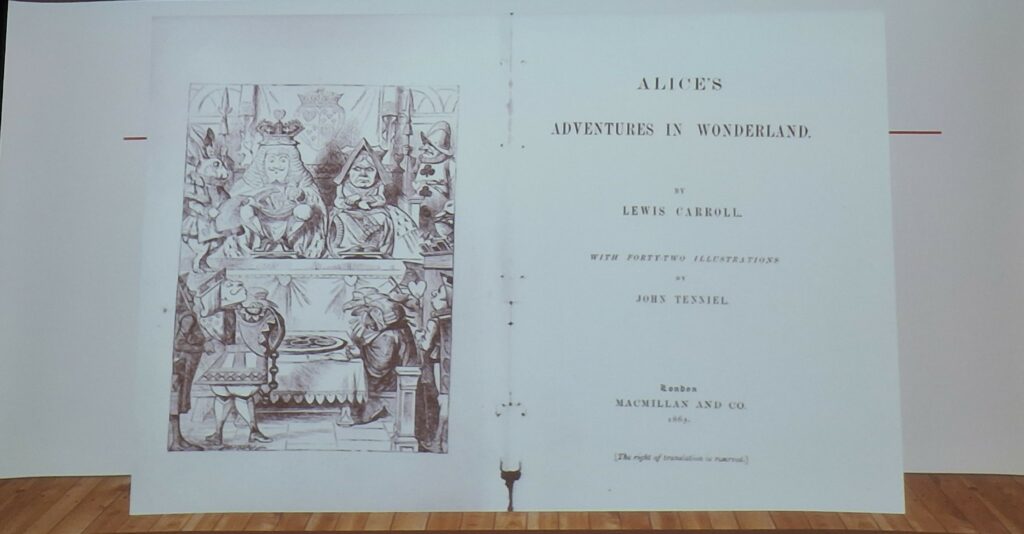 ALICE'S
ADVENTURES IN WONDERLAND.
BY
LEWIS CARROLL.
WITH FORTY-TWO ILLUSTRATIONS
BY
JOHN TENNIEL.
London
MACMILLAN AND CO.
1865.
[The right of translation is reserved.]